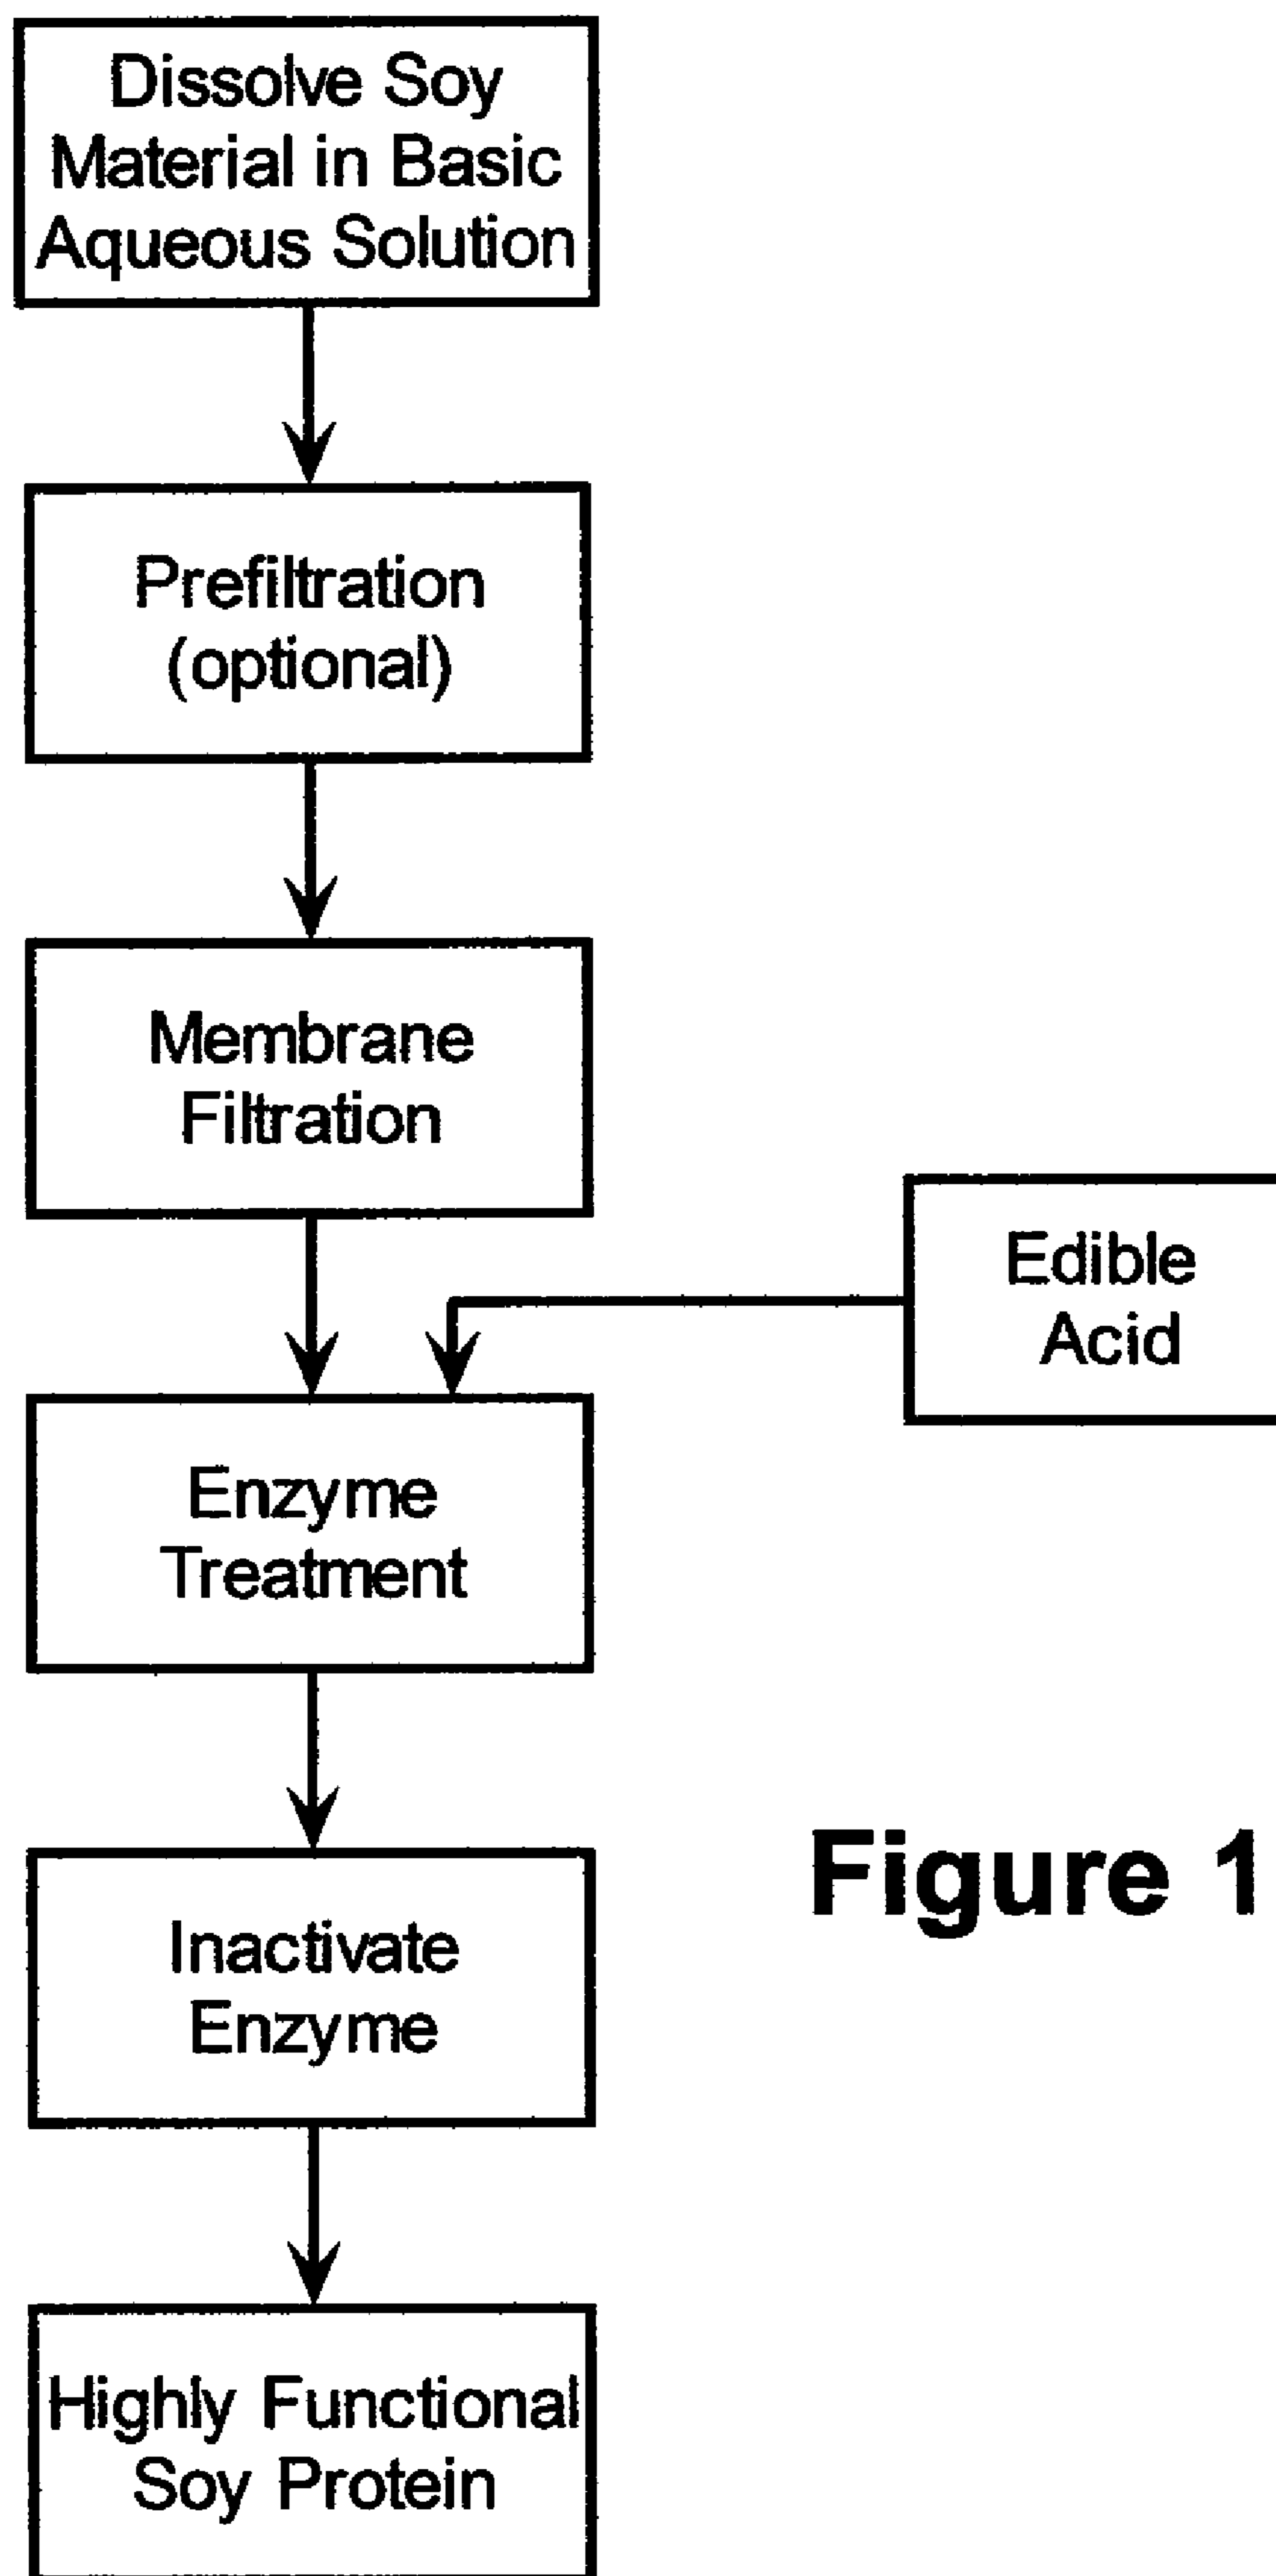 Dissolve Soy
Material in Basic
Aqueous Solution
Prefiltration
(optional)
Membrane
Filtration
Edible
Acid
Enzyme
Treatment
Inactivate
Enzyme
Figure 1
Highly Functional
Soy Protein